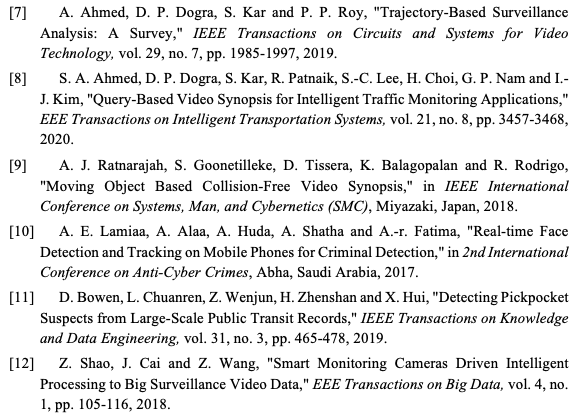 [7] A. Ahmed, D. P. Dogra, S. Kar and P. P. Roy, "Trajectory-Based Surveillance
Analysis: A Survey," IEEE Transactions on Circuits and Systems for Video
Technology, vol. 29, no. 7, pp. 1985-1997, 2019.
[8] S. A. Ahmed, D. P. Dogra, S. Kar, R. Patnaik, S.-C. Lee, H. Choi, G. P. Nam and I.-
J. Kim, "Query-Based Video Synopsis for Intelligent Traffic Monitoring Applications,"
EEE Transactions on Intelligent Transportation Systems, vol. 21, no. 8, pp. 3457-3468,
2020.
[9] A. J. Ratnarajah, S. Goonetilleke, D. Tissera, K. Balagopalan and R. Rodrigo,
"Moving Object Based Collision-Free Video Synopsis," in IEEE International
Conference on Systems, Man, and Cybernetics (SMC), Miyazaki, Japan, 2018.
[10] A. E. Lamiaa, A. Alaa, A. Huda, A. Shatha and A.-r. Fatima, "Real-time Face
Detection and Tracking on Mobile Phones for Criminal Detection," in 2nd International
Conference on Anti-Cyber Crimes, Abha, Saudi Arabia, 2017.
[11] D. Bowen, L. Chuanren, Z. Wenjun, H. Zhenshan and X. Hui, "Detecting Pickpocket
Suspects from Large-Scale Public Transit Records," IEEE Transactions on Knowledge
and Data Engineering, vol. 31, no. 3, pp. 465-478, 2019.
[12] Z. Shao, J. Cai and Z. Wang, "Smart Monitoring Cameras Driven Intelligent
Processing to Big Surveillance Video Data," EEE Transactions on Big Data, vol. 4, no.
1, pp. 105-116, 2018.